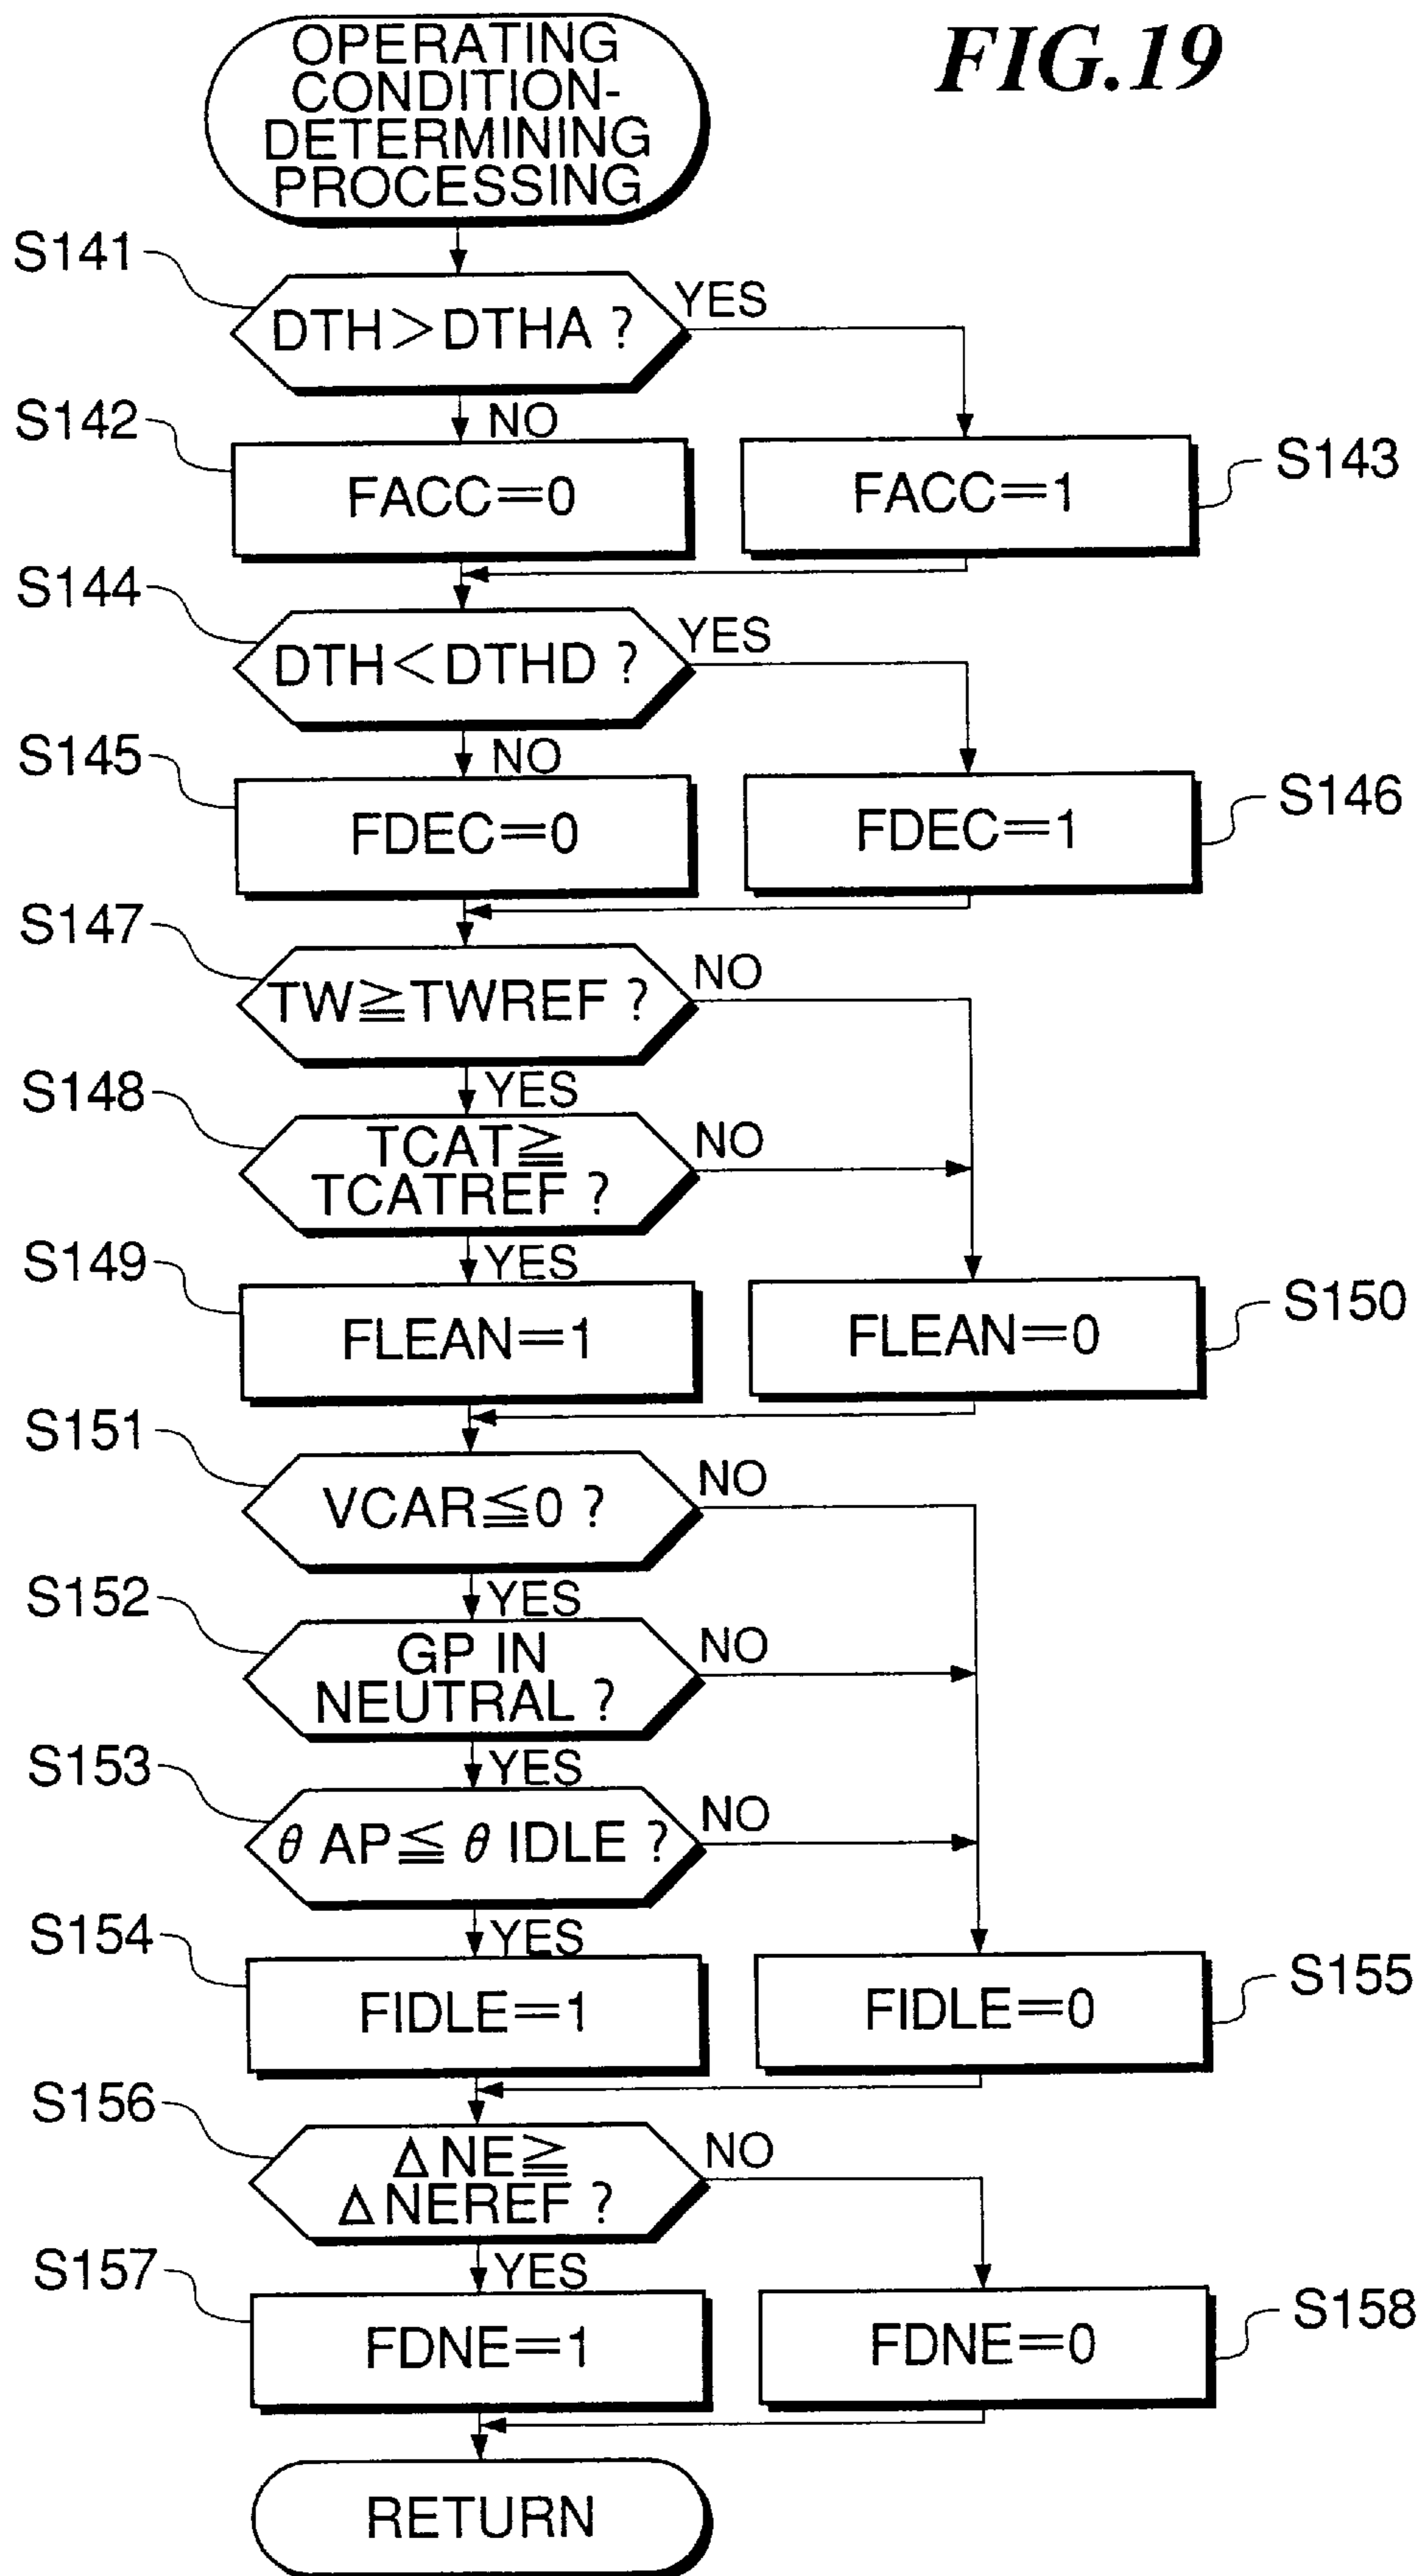 FIG.19
OPERATING
CONDITION-
DETERMINING
PROCESSING
S141
DTH>DTHA ?
YES
NO
S142
FACC=0
FACC=1
S143
S144
DTH<DTHD ?
YES
NO
S145
FDEC=0
FDEC=1
S146
S147
TW≧TWREF ?
NO
YES
S148
TCAT≧
TCATREF ?
NO
YES
S149
FLEAN=1
FLEAN=0
S150
S151
VCAR≦0 ?
NO
YES
S152
GP IN
NEUTRAL ?
NO
YES
S153
θ AP≦ θ IDLE ?
NO
YES
S154
FIDLE=1
FIDLE=0
S155
S156
Δ NE≧
Δ NEREF ?
NO
YES
S157
FDNE=1
FDNE=0
S158
RETURN